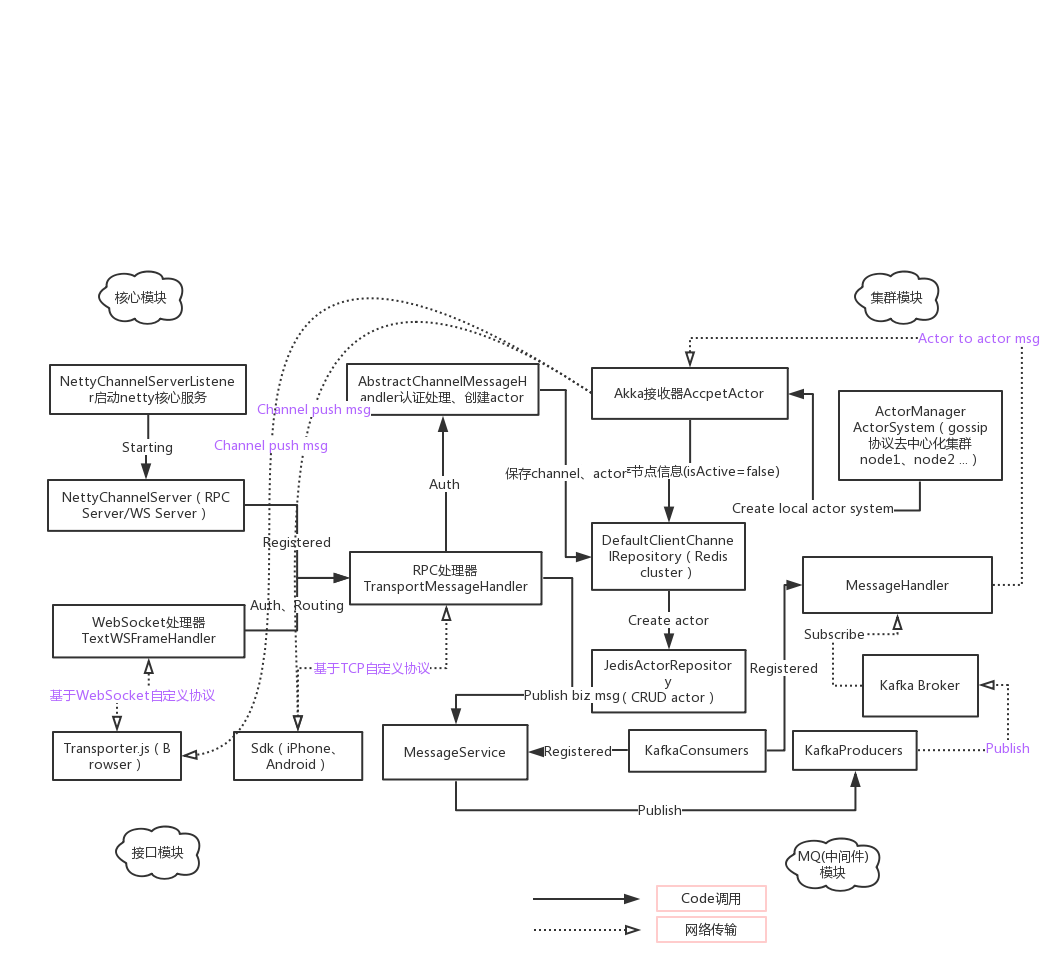 核心模块
集群模块
Actor to actor msg
NettyChannelServerListene
r启动netty核心服务
AbstractChannelMessageH
andler认证处理、创建actor
Akka接收器AccpetActor
ActorManager
ActorSystem（gossip
协议去中心化集群
node1、node2 ...）
Channel push msg
Channel push msg
Starting
Auth
保存channel、actor
节点信息(isActive=false)
NettyChannelServer（RPC
Server/WS Server）
Create local actor system
Registered
DefaultClientChanne
lRepository（Redis
cluster）
RPC处理器
TransportMessageHandler
MessageHandler
Auth、Routing
WebSocket处理器
TextWSFrameHandler
Create actor
Subscribe
基于TCP自定义协议
JedisActorRepositor
y
（CRUD actor）
Registered
Kafka Broker
基于WebSocket自定义协议
Publish biz msg
Transporter.js（B
rowser）
Sdk（iPhone、
Android）
MessageService
Registered
KafkaConsumers
KafkaProducers
Publish
Publish
接口模块
MQ(中间件)
模块
Code调用
网络传输